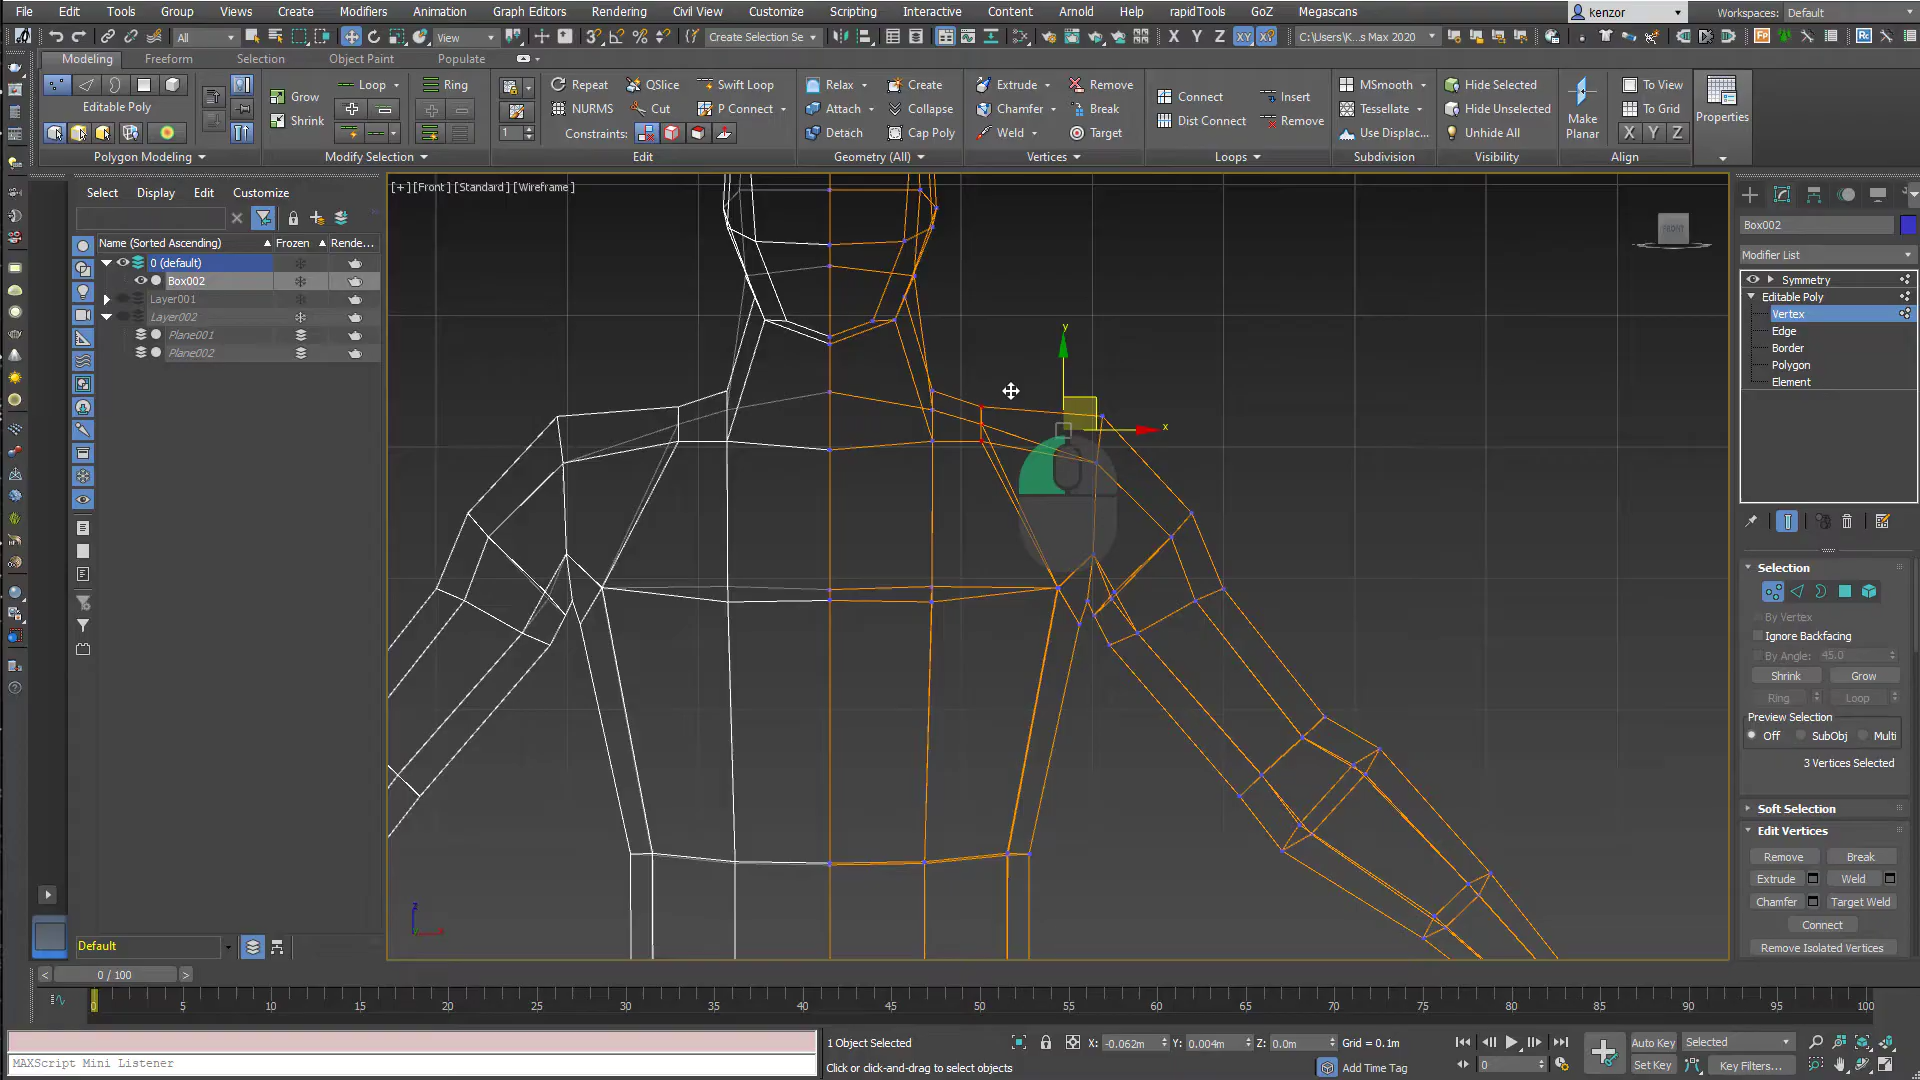 File Edit Tools Group Views Create Modifiers Animation Graph Editors Rendering Civil View Customize Scripting Interactive Content Arnold Help rapidTools GoZ Megascans kenzor Workspaces: Default
All View Create Selection Se X Y Z XY C:\Users\K...s Max 2020
Modeling Freeform Selection Object Paint Populate
Loop Ring Repeat QSlice Swift Loop Relax Create Extrude Remove MSmooth Hide Selected To View
Editable Poly Grow NURMS Cut P Connect Attach Collapse Chamfer Break Connect Insert Tessellate Hide Unselected To Grid
Shrink 1 Constraints: Detach Cap Poly Weld Target Dist Connect Remove Use Displac... Unhide All Make Planar X Y Z Properties
Polygon Modeling Modify Selection Edit Geometry (All) Vertices Loops Subdivision Visibility Align
Select Display Edit Customize
[+] [Front] [Standard] [Wireframe]
Name (Sorted Ascending) Frozen Rende...
0 (default)
Box002
Layer001
Layer002
Plane001
Plane002
FRONT
y
x
z
Box002
Modifier List
Symmetry
Editable Poly
Vertex
Edge
Border
Polygon
Element
Selection
By Vertex
Ignore Backfacing
By Angle: 45.0
Shrink Grow
Ring Loop
Preview Selection
Off SubObj Multi
3 Vertices Selected
Soft Selection
Edit Vertices
Remove Break
Extrude Weld
Chamfer Target Weld
Connect
Remove Isolated Vertices
Default
< 0 / 100 >
0 5 10 15 20 25 30 35 40 45 50 55 60 65 70 75 80 85 90 95 100
1 Object Selected X: -0.062m Y: 0.004m Z: 0.0m Grid = 0.1m Auto Key Selected
MAXScript Mini Listener Click or click-and-drag to select objects Add Time Tag 0 Set Key Key Filters...